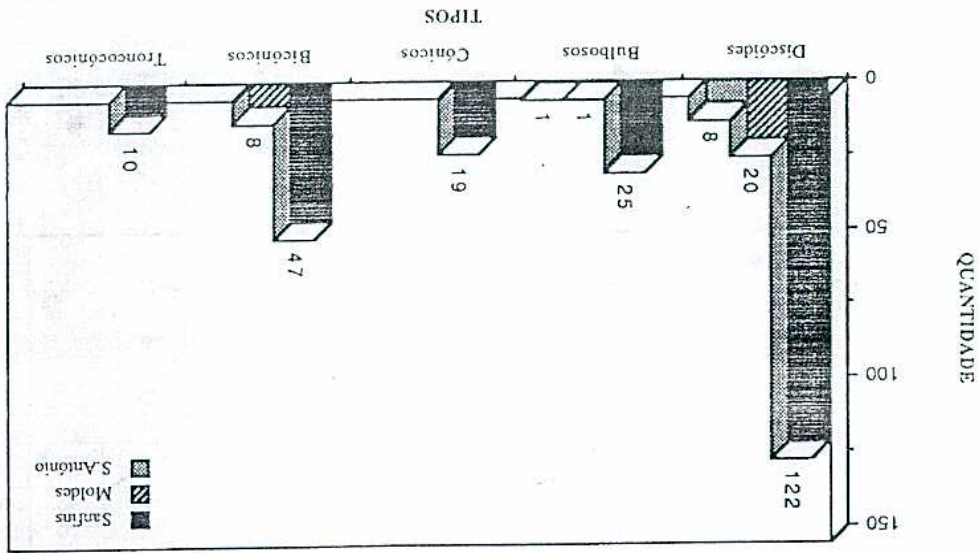 QUANTIDADE
150
100
50
0
122
20
8
25
1
1
19
47
8
10
Sanfins
Moldes
S.António
Discóides
Bulbosos
Cónicos
Bicónicos
Troncocónicos
TIPOS